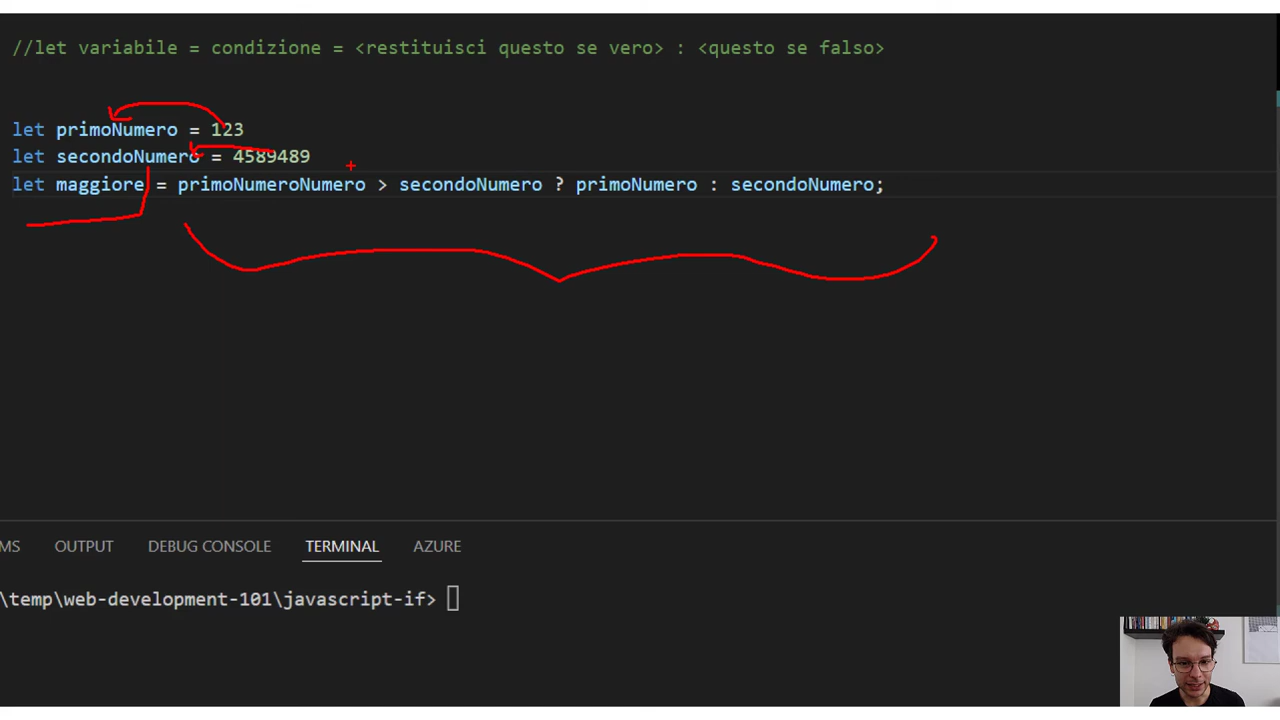 //let variabile = condizione = <restituisci questo se vero> : <questo se falso>
let primoNumero = 123
let secondoNumero = 4589489
let maggiore = primoNumeroNumero > secondoNumero ? primoNumero : secondoNumero;
MS OUTPUT DEBUG CONSOLE TERMINAL AZURE
\temp\web-development-101\javascript-if>